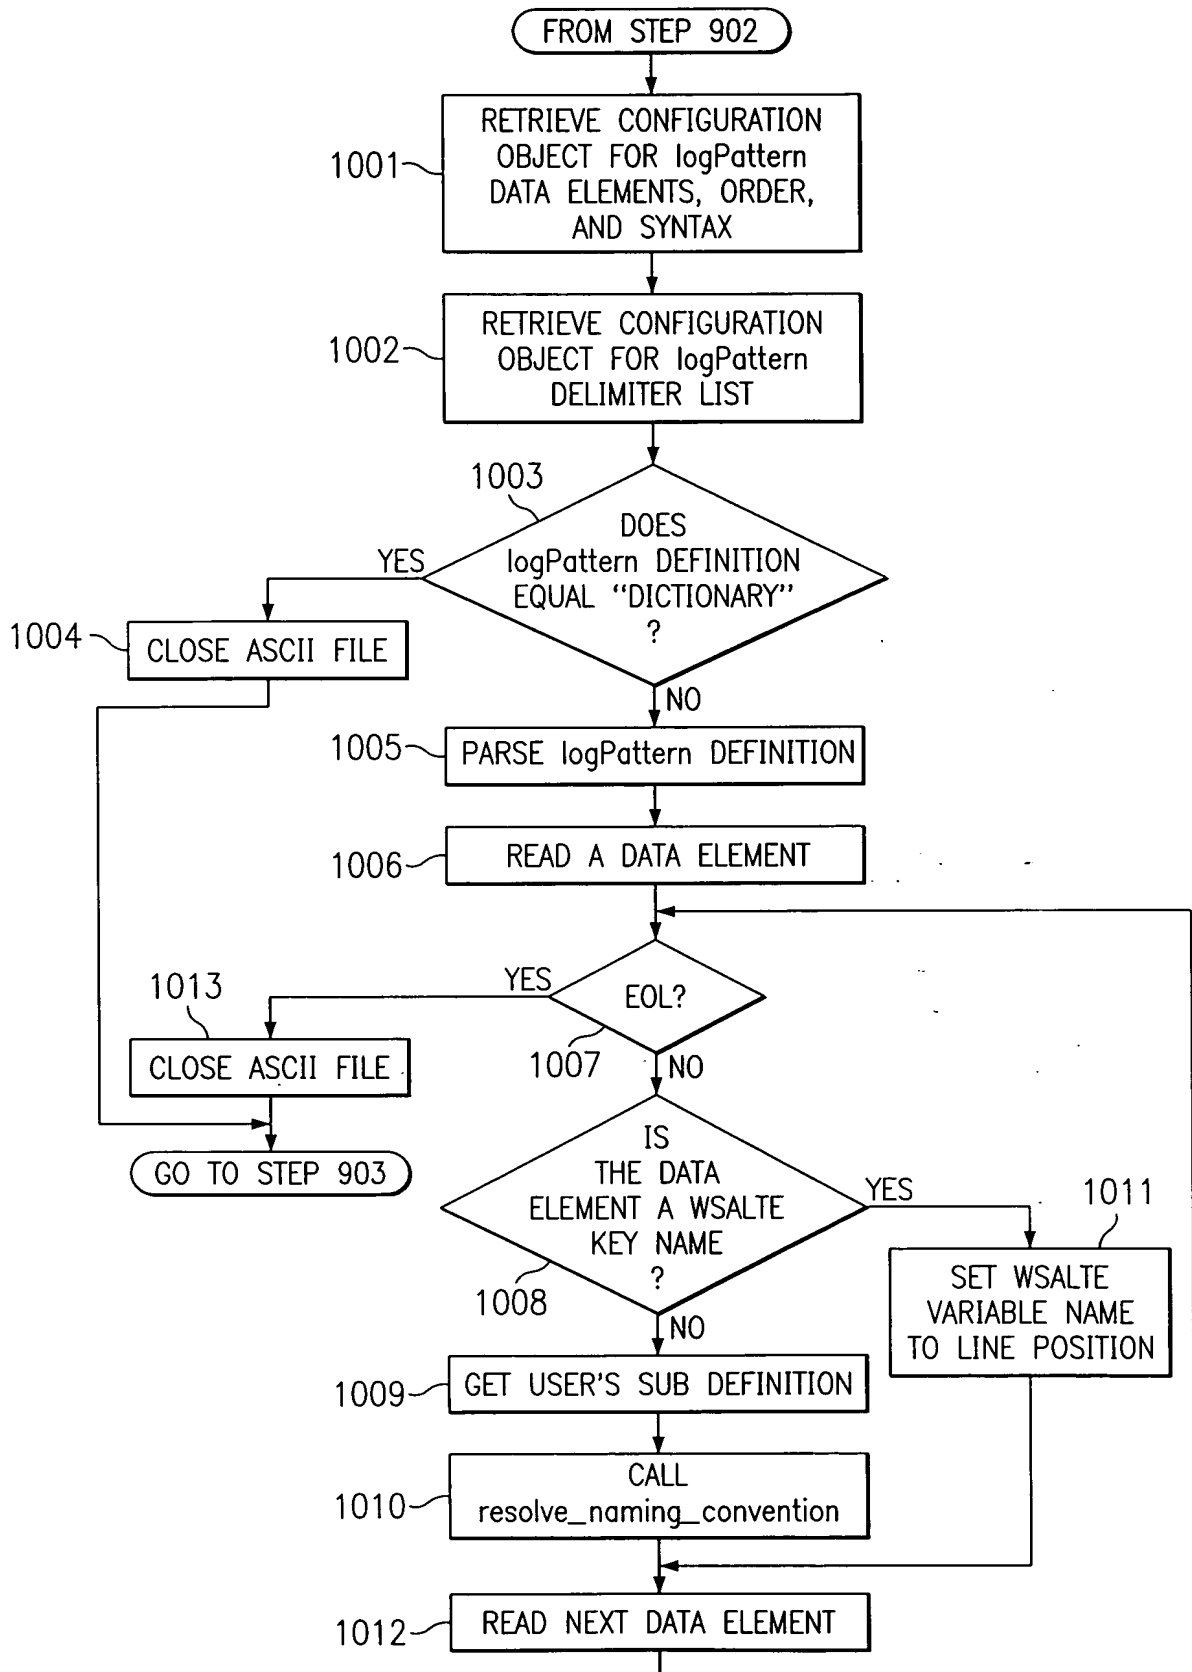 FROM STEP 902
1001
RETRIEVE CONFIGURATION
OBJECT FOR logPattern
DATA ELEMENTS, ORDER,
AND SYNTAX
1002
RETRIEVE CONFIGURATION
OBJECT FOR logPattern
DELIMITER LIST
1003
DOES
logPattern DEFINITION
EQUAL "DICTIONARY"
?
YES
1004
CLOSE ASCII FILE
NO
1005
PARSE logPattern DEFINITION
1006
READ A DATA ELEMENT
1007
EOL?
YES
1013
CLOSE ASCII FILE
GO TO STEP 903
NO
1008
IS
THE DATA
ELEMENT A WSALTE
KEY NAME
?
YES
1011
SET WSALTE
VARIABLE NAME
TO LINE POSITION
NO
1009
GET USER'S SUB DEFINITION
1010
CALL
resolve_naming_convention
1012
READ NEXT DATA ELEMENT